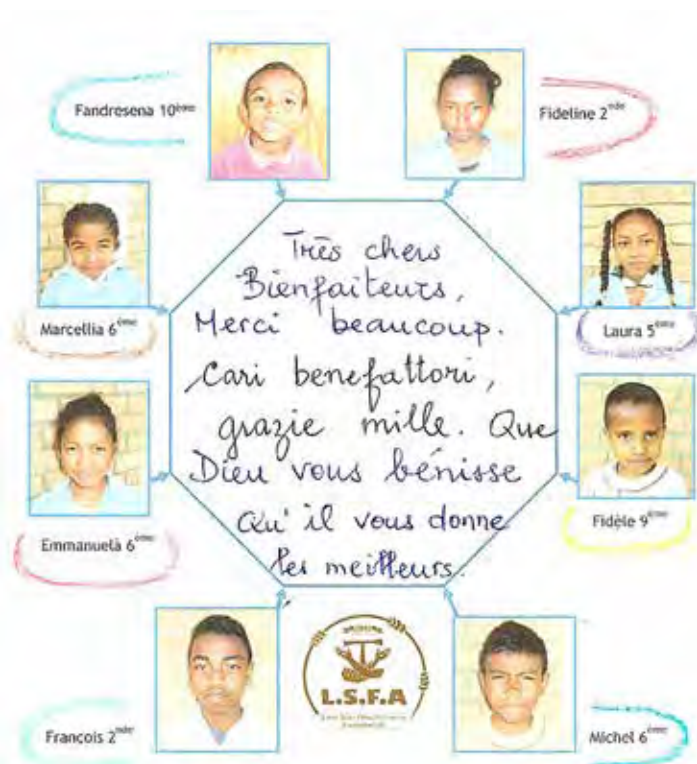 Fandresena 10ème
Fideline 2nde
Très chers
Bienfaiteurs,
Merci beaucoup.
Cari benefattori,
grazie mille. Que
Dieu vous bénisse
Qu'il vous donne
les meilleurs.
Marcellia 6ème
Laura 5ème
Emmanuela 6ème
Fidèle 9ème
François 2nde
L.S.F.A
Michel 6ème